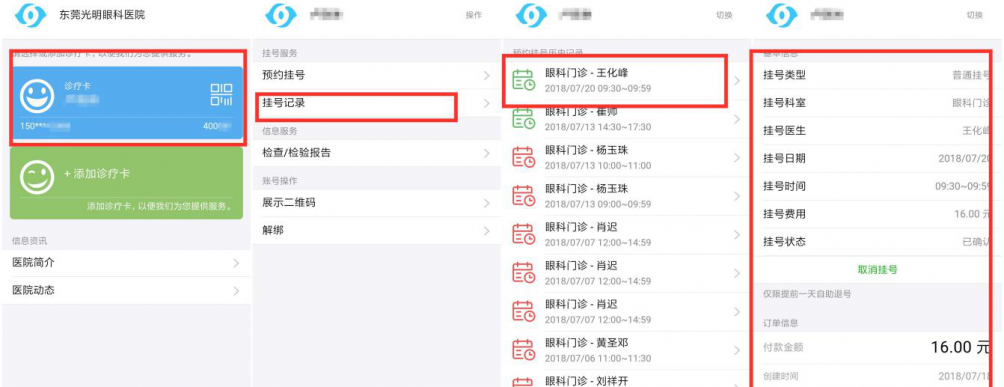 东莞光明眼科医院
请选择或添加诊疗卡,以便我们为您提供服务。
诊疗卡
150***
400
+ 添加诊疗卡
添加诊疗卡,以便我们为您提供服务。
信息资讯
医院简介
医院动态
操作
挂号服务
预约挂号
挂号记录
信息服务
检查/检验报告
账号操作
展示二维码
解绑
切换
预约挂号历史记录
眼科门诊 - 王化峰
2018/07/20 09:30~09:59
眼科门诊 - 崔帅
2018/07/13 14:30~17:30
眼科门诊 - 杨玉珠
2018/07/13 10:00~11:00
眼科门诊 - 杨玉珠
2018/07/13 09:00~09:59
眼科门诊 - 肖迟
2018/07/07 12:00~14:59
眼科门诊 - 肖迟
2018/07/07 12:00~14:59
眼科门诊 - 肖迟
2018/07/07 12:00~14:59
眼科门诊 - 黄圣邓
2018/07/06 11:00~11:30
眼科门诊 - 刘祥开
切换
基本信息
挂号类型 普通挂号
挂号科室 眼科门诊
挂号医生 王化峰
挂号日期 2018/07/20
挂号时间 09:30~09:59
挂号费用 16.00 元
挂号状态 已确认
取消挂号
仅限提前一天自助退号
订单信息
付款金额 16.00 元
创建时间 2018/07/18